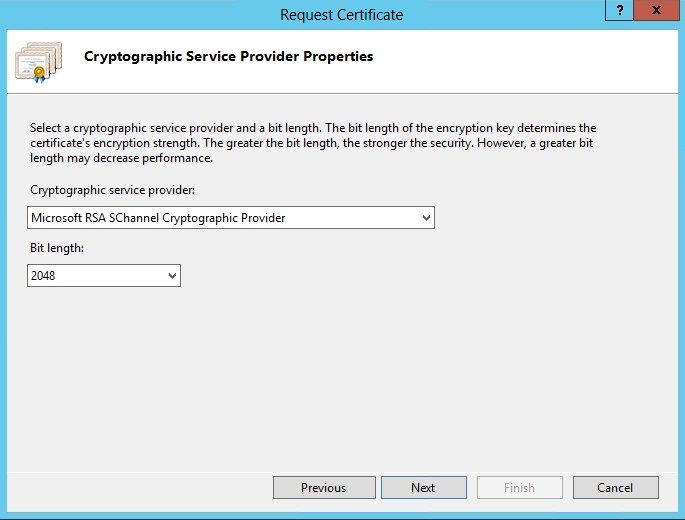 Request Certificate
?
X
Cryptographic Service Provider Properties
Select a cryptographic service provider and a bit length. The bit length of the encryption key determines the
certificate's encryption strength. The greater the bit length, the stronger the security. However, a greater bit
length may decrease performance.
Cryptographic service provider:
Microsoft RSA SChannel Cryptographic Provider
Bit length:
2048
Previous
Next
Finish
Cancel